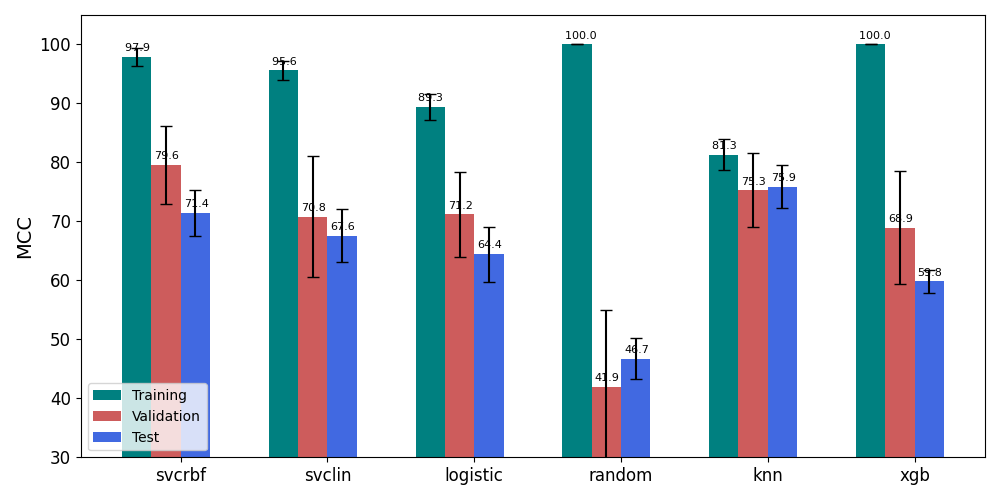 MCC
100
90
80
70
60
50
40
30
97.9
79.6
71.4
95.6
70.8
67.6
89.3
71.2
64.4
100.0
41.9
46.7
81.3
75.3
75.9
100.0
68.9
59.8
Training
Validation
Test
svcrbf
svclin
logistic
random
knn
xgb